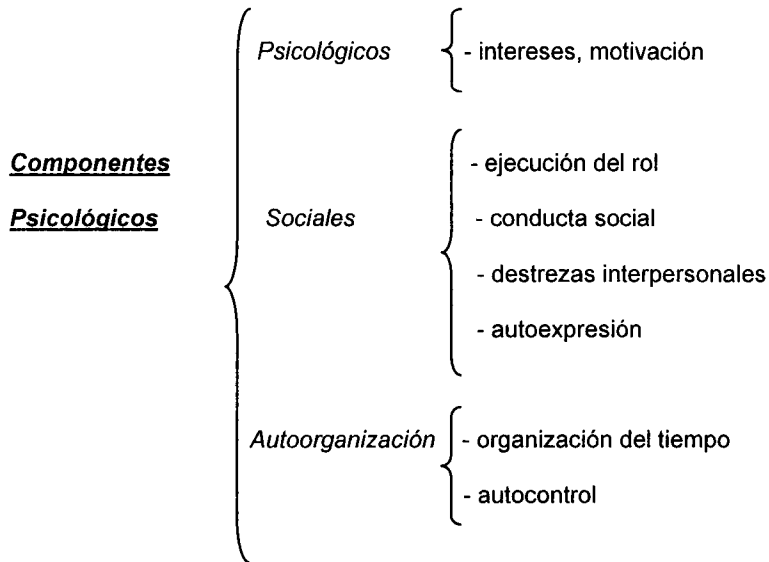 Psicológicos
- intereses, motivación
Componentes
Psicológicos
Sociales
- ejecución del rol
- conducta social
- destrezas interpersonales
- autoexpresión
Autoorganización
- organización del tiempo
- autocontrol